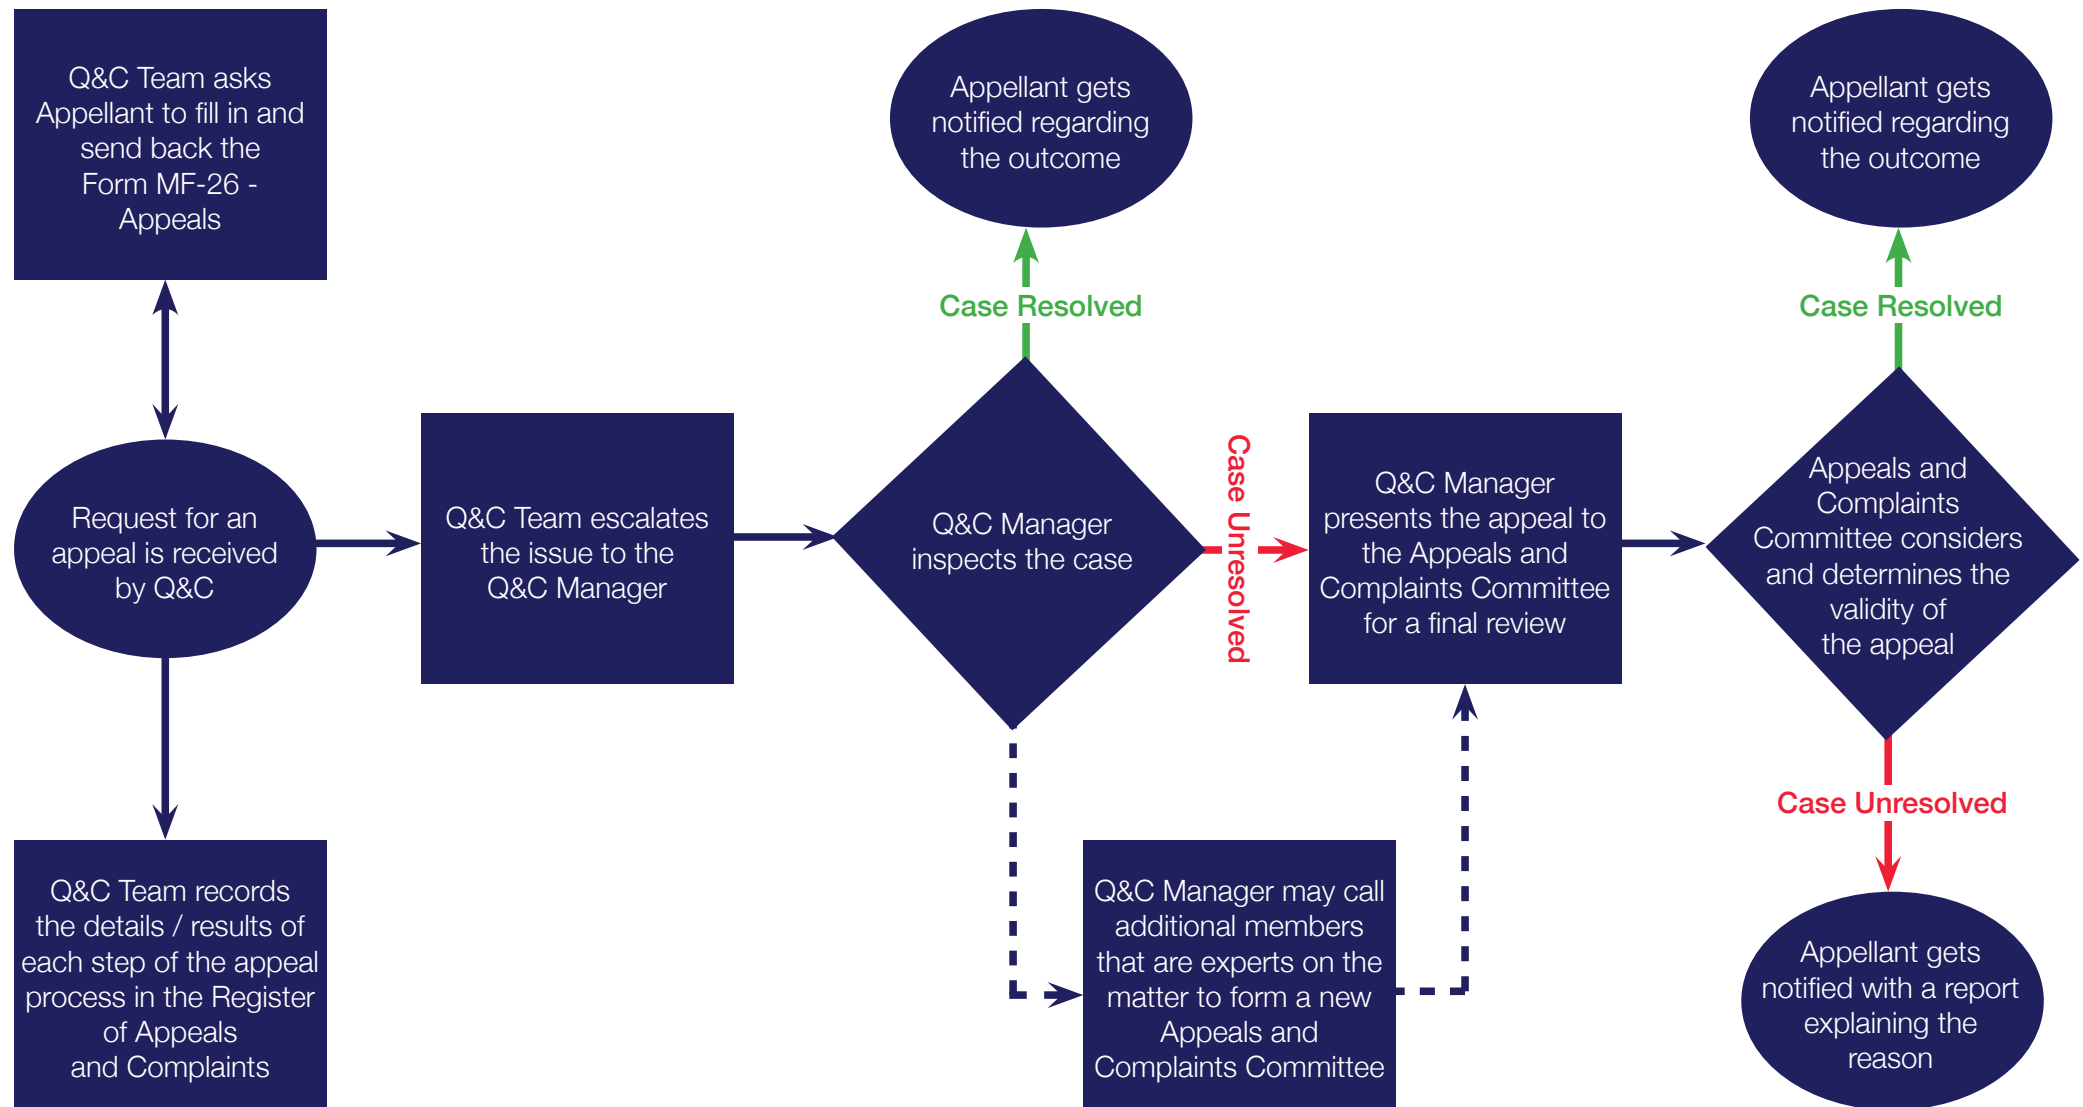 Q&C Team asks
Appellant to fill in and
send back the
Form MF-26 -
Appeals
Appellant gets
notified regarding
the outcome
Appellant gets
notified regarding
the outcome
Case Resolved
Case Resolved
Request for an
appeal is received
by Q&C
Q&C Team escalates
the issue to the
Q&C Manager
Q&C Manager
inspects the case
Case Unresolved
Q&C Manager
presents the appeal to
the Appeals and
Complaints Committee
for a final review
Appeals and
Complaints
Committee considers
and determines the
validity of
the appeal
Case Unresolved
Q&C Team records
the details / results of
each step of the appeal
process in the Register
of Appeals
and Complaints
Q&C Manager may call
additional members
that are experts on the
matter to form a new
Appeals and
Complaints Committee
Appellant gets
notified with a report
explaining the
reason